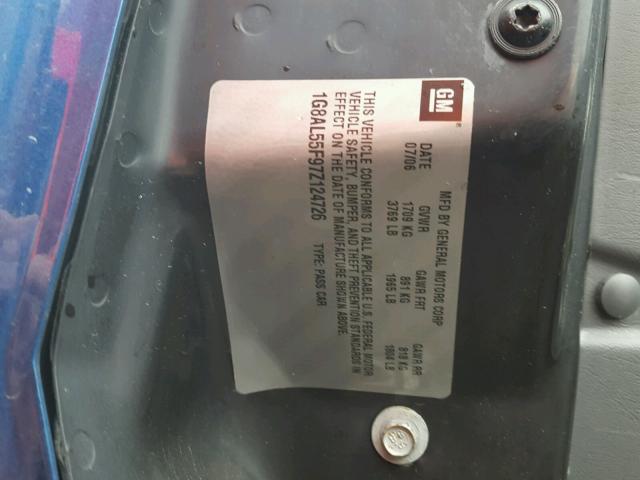 GM
MFD BY GENERAL MOTORS CORP
DATE GVWR GAWR FRT GAWR RR
07/06 1709 KG 891 KG 818 KG
3769 LB 1965 LB 1804 LB
THIS VEHICLE CONFORMS TO ALL APPLICABLE U.S. FEDERAL MOTOR
VEHICLE SAFETY, BUMPER, AND THEFT PREVENTION STANDARDS IN
EFFECT ON THE DATE OF MANUFACTURE SHOWN ABOVE.
1G8AL55F97Z124726 TYPE: PASS CAR